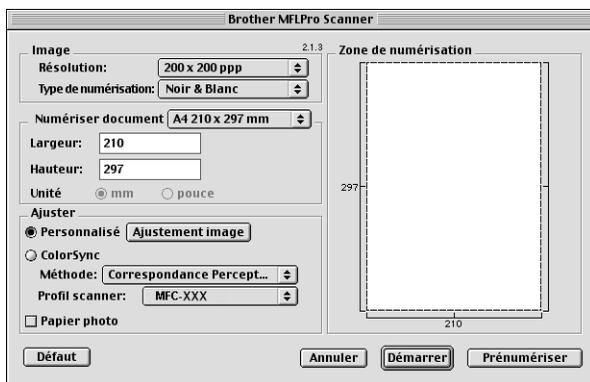 Brother MFLPro Scanner
Image
2.1.3
Résolution: 200 x 200 ppp
Type de numérisation: Noir & Blanc
Numériser document A4 210 x 297 mm
Largeur: 210
Hauteur: 297
Unité mm pouce
Ajuster
Personnalisé Ajustement image
ColorSync
Méthode: Correspondance Percept...
Profil scanner: MFC-XXX
Papier photo
Zone de numérisation
297
210
Défaut Annuler Démarrer Prénumériser